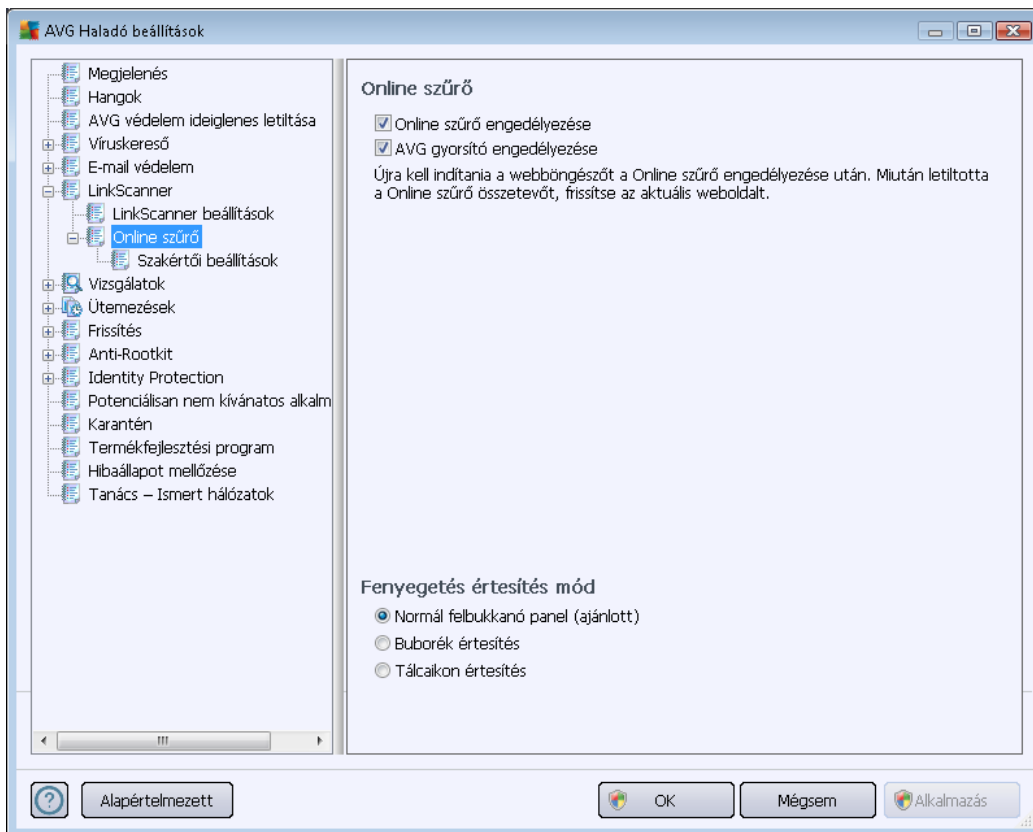 AVG Haladó beállítások
Megjelenés
Hangok
AVG védelem ideiglenes letiltása
Víruskereső
E-mail védelem
LinkScanner
LinkScanner beállítások
Online szűrő
Szakértői beállítások
Vizsgálatok
Ütemezések
Frissítés
Anti-Rootkit
Identity Protection
Potenciálisan nem kívánatos alkalm
Karantén
Termékfejlesztési program
Hibaállapot mellőzése
Tanács – Ismert hálózatok
Online szűrő
Online szűrő engedélyezése
AVG gyorsító engedélyezése
Újra kell indítania a webböngészőt a Online szűrő engedélyezése után. Miután letiltotta
a Online szűrő összetevőt, frissítse az aktuális weboldalt.
Fenyegetés értesítés mód
Normál felbukkanó panel (ajánlott)
Buborék értesítés
Tálcaikon értesítés
Alapértelmezett
OK
Mégsem
Alkalmazás